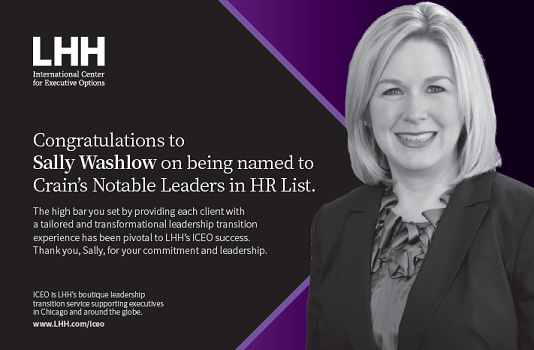 LHH
International Center
for Executive Options
Congratulations to
Sally Washlow on being named to
Crain's Notable Leaders in HR List.
The high bar you set by providing each client with
a tailored and transformational leadership transition
experience has been pivotal to LHH's ICEO success.
Thank you, Sally, for your commitment and leadership.
ICEO is LHH's boutique leadership
transition service supporting executives
in Chicago and around the globe.
www.LHH.com/iceo